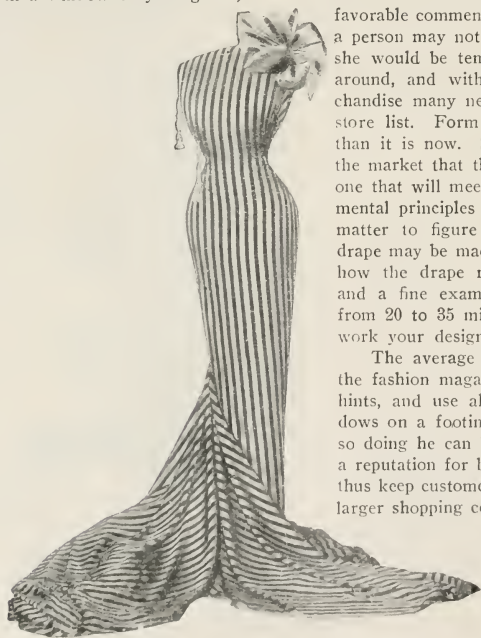 favorable commen
a person may not
she would be ten
around, and with
chandise many ne
store list. Form
than it is now.
the market that th
one that will meet
mental principles
matter to figure
drape may be mad
how the drape n
and a fine exam
from 20 to 35 mi
work your design
The average
the fashion maga
hints, and use al
dows on a footin
so doing he can
a reputation for l
thus keep custome
larger shopping ce